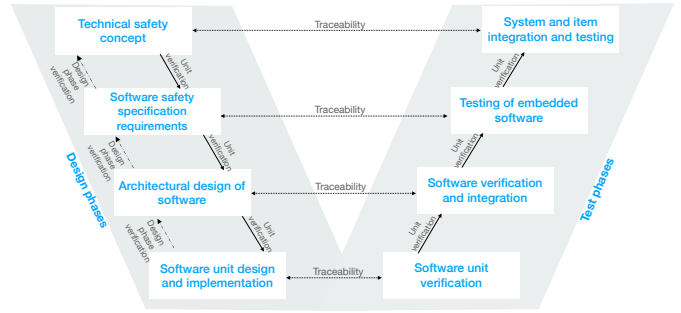 Technical safety
concept
Traceability
System and item
integration and testing
Design
phase
verification
Unit
verification
Unit
verification
Software safety
specification
requirements
Traceability
Testing of embedded
software
Design
phase
verification
Unit
verification
Unit
verification
Design phases
Architectural design of
software
Traceability
Software verification
and integration
Test phases
Design
phase
verification
Unit
verification
Unit
verification
Software unit design
and implementation
Traceability
Software unit
verification